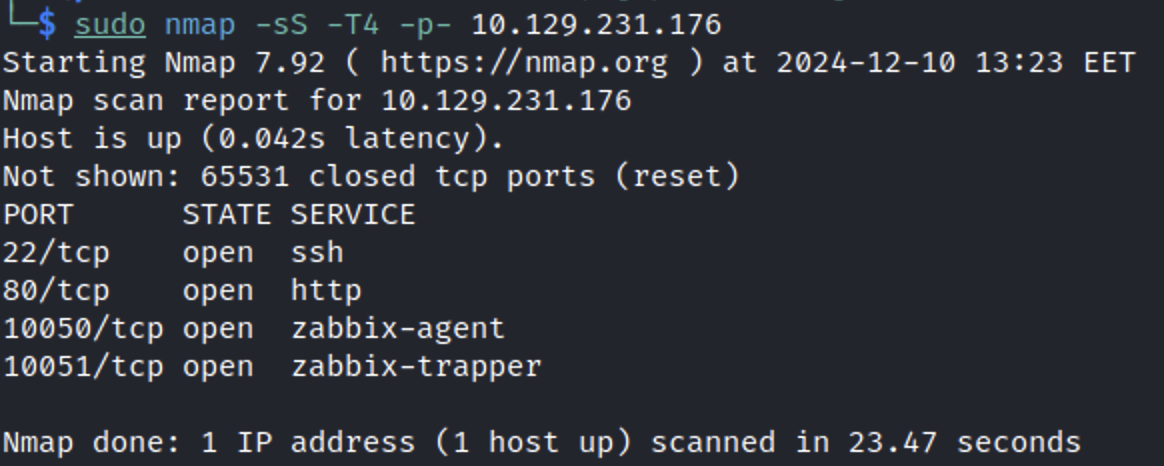 └─$ sudo nmap -sS -T4 -p- 10.129.231.176
Starting Nmap 7.92 ( https://nmap.org ) at 2024-12-10 13:23 EET
Nmap scan report for 10.129.231.176
Host is up (0.042s latency).
Not shown: 65531 closed tcp ports (reset)
PORT      STATE SERVICE
22/tcp    open  ssh
80/tcp    open  http
10050/tcp open  zabbix-agent
10051/tcp open  zabbix-trapper
Nmap done: 1 IP address (1 host up) scanned in 23.47 seconds